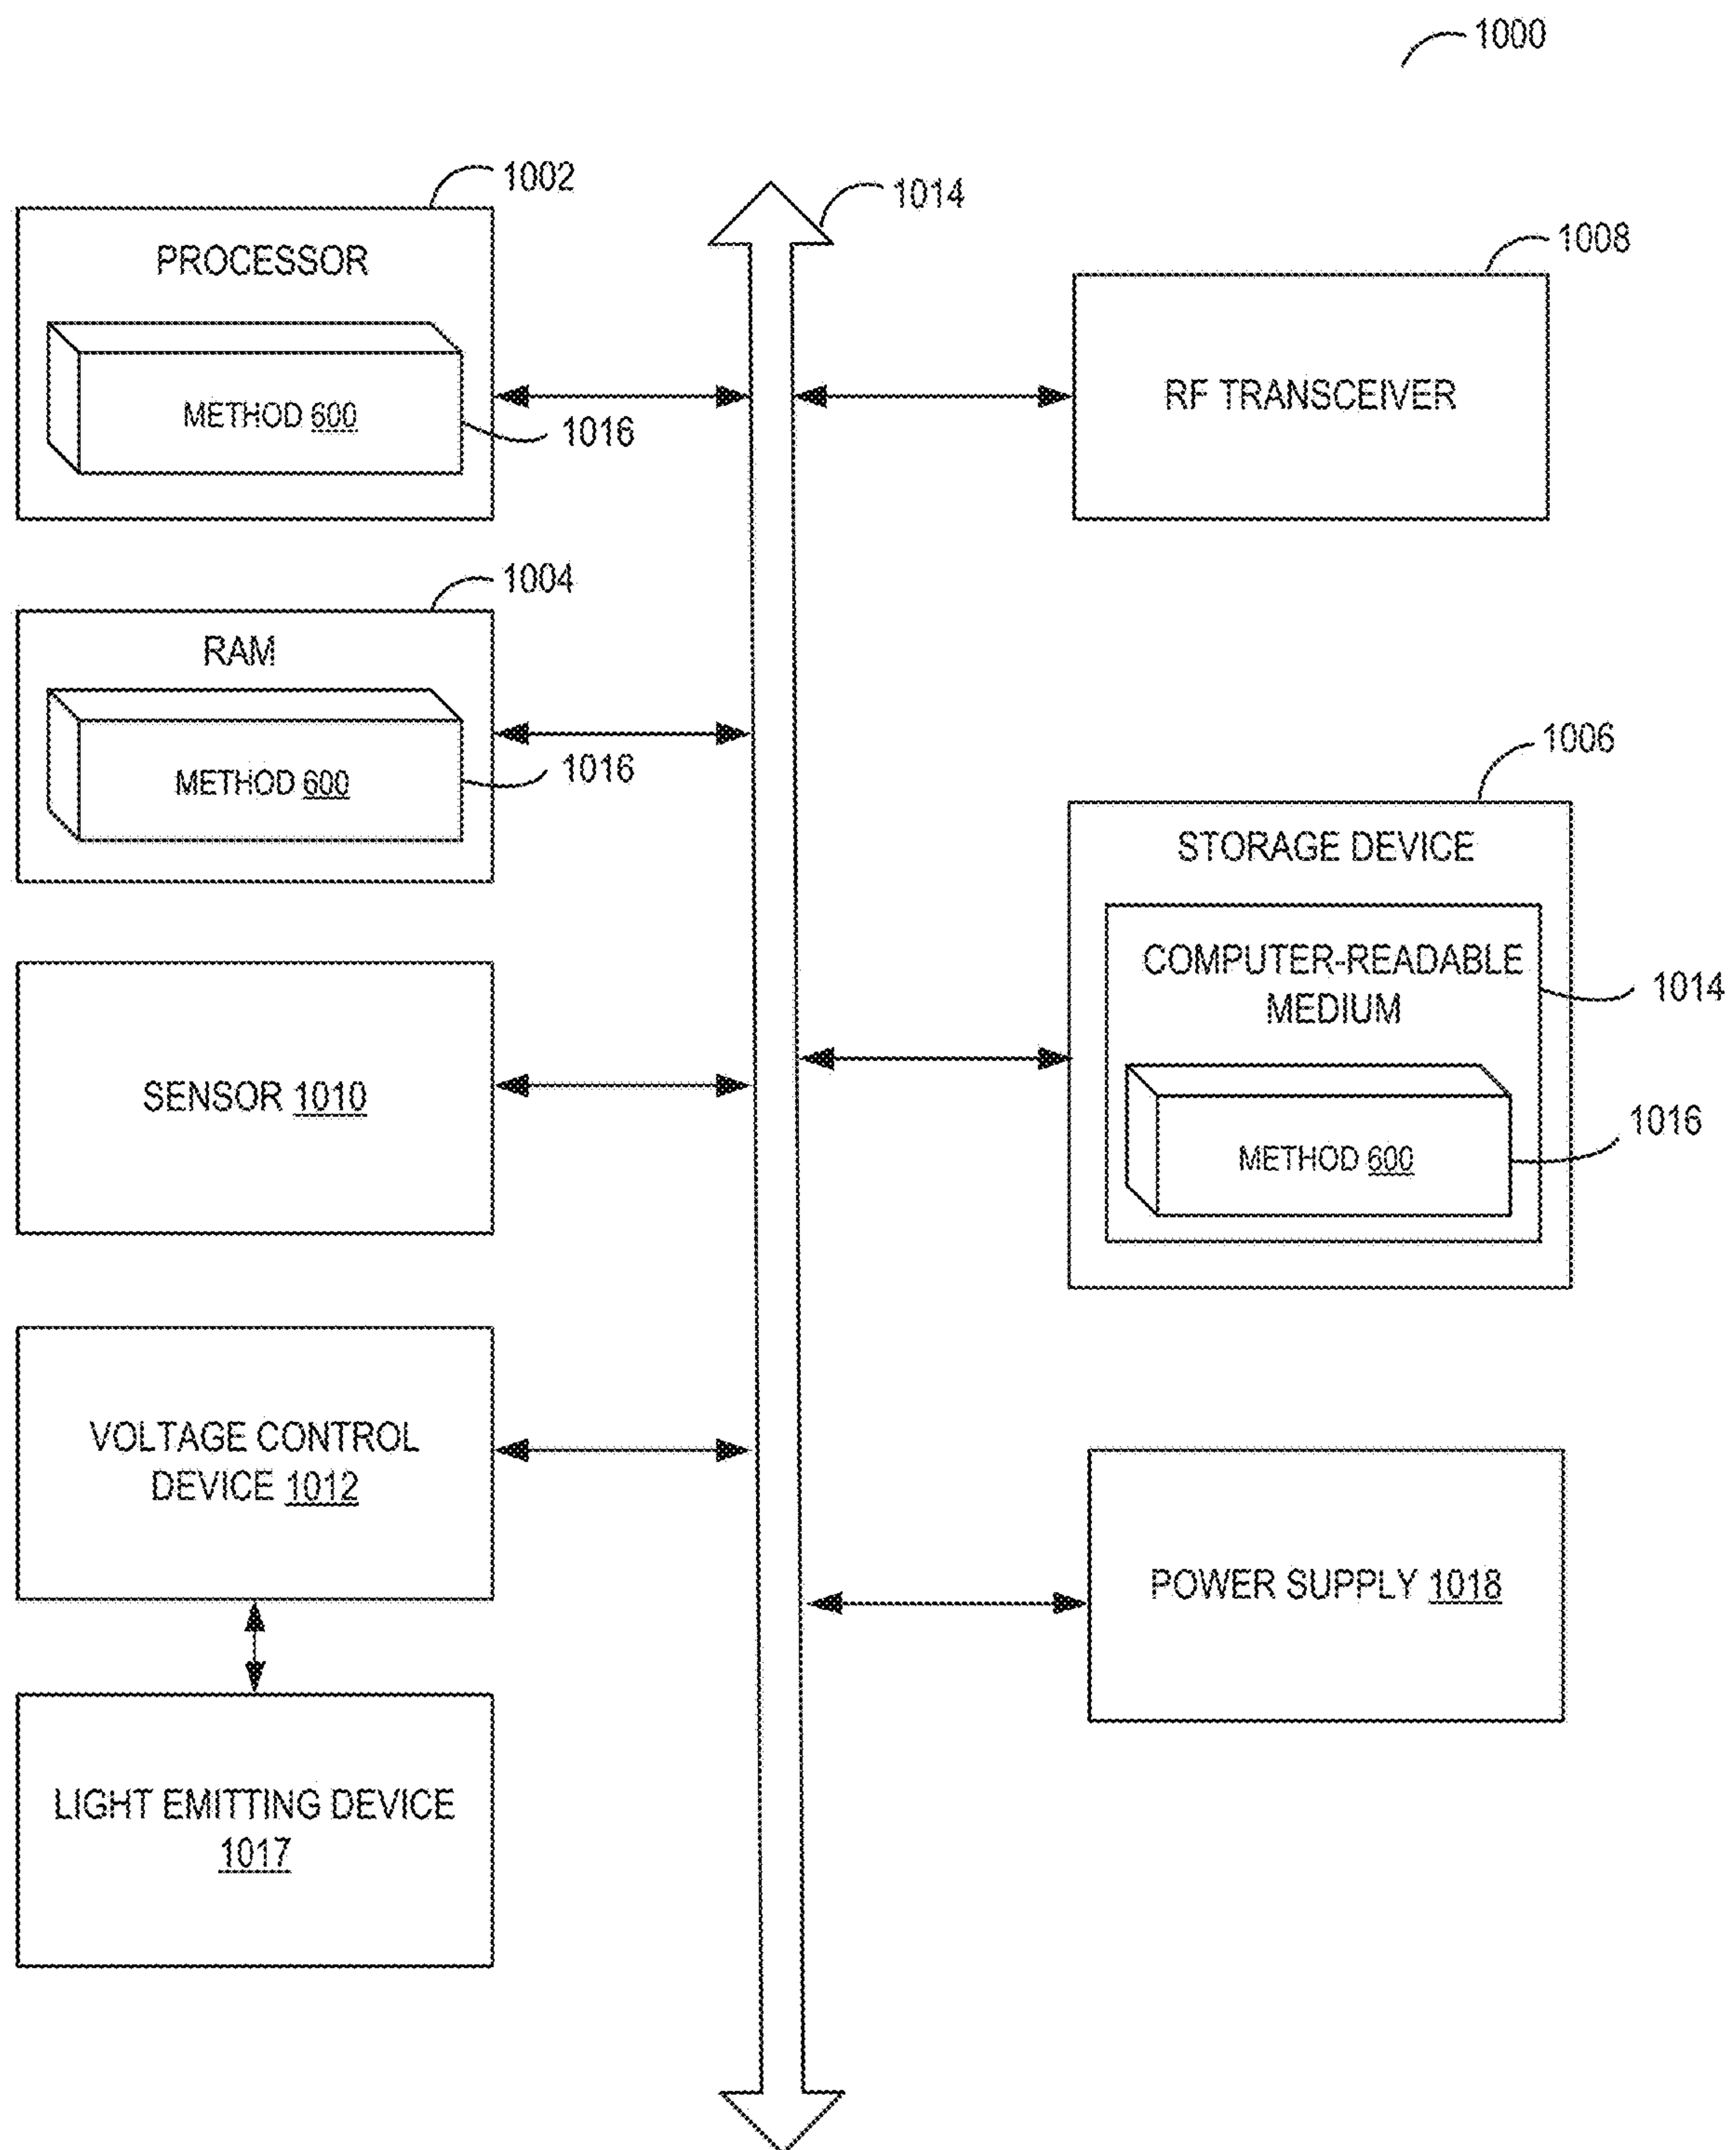 1000
1002
PROCESSOR
METHOD 600
1016
1014
1008
RF TRANSCEIVER
1004
RAM
METHOD 600
1016
1006
STORAGE DEVICE
COMPUTER-READABLE
MEDIUM
1014
METHOD 600
1016
SENSOR 1010
VOLTAGE CONTROL
DEVICE 1012
POWER SUPPLY 1018
LIGHT EMITTING DEVICE
1017